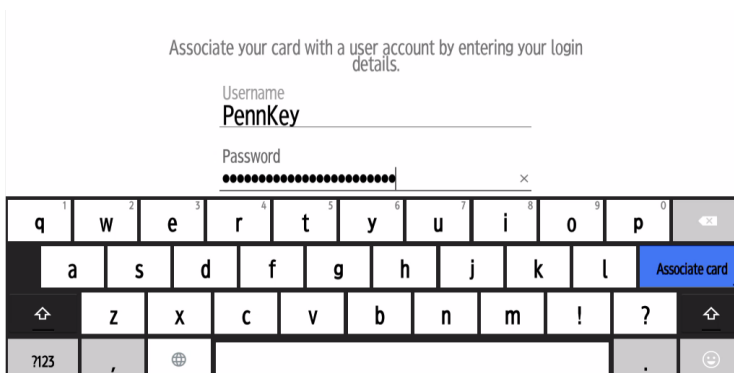 Associate your card with a user account by entering your login
details.
Username
PennKey
Password
••••••••••••••••••••••••
×
1 2 3 4 5 6 7 8 9 0
q w e r t y u i o p
a s d f g h j k l Associate card
z x c v b n m ! ?
?123 , .